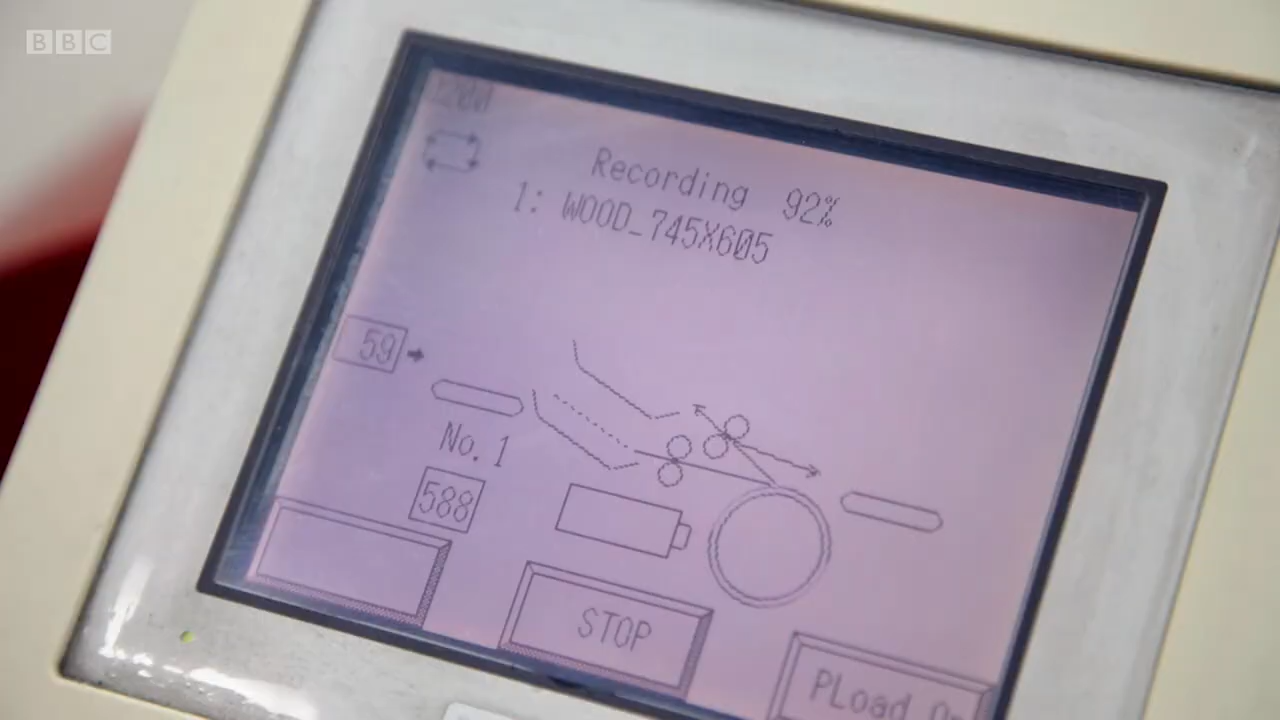 BBC
Recording 92%
1: WOOD_745X605
59
No.1
588
STOP
PLoad